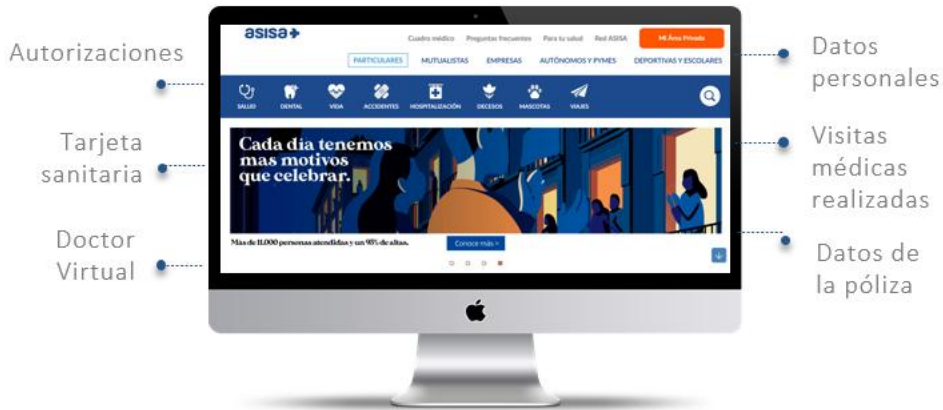 Autorizaciones
Tarjeta
sanitaria
Doctor
Virtual
asisa+
Cuadro médico Preguntas frecuentes Para tu salud Red ASISA Mi Área Privada
PARTICULARES MUTUALISTAS EMPRESAS AUTÓNOMOS Y PYMES DEPORTIVAS Y ESCOLARES
SALUD DENTAL VIDA ACCIDENTES HOSPITALIZACIÓN DECESOS MASCOTAS VIAJES
Cada dia tenemos
mas motivos
que celebrar.
Más de 11.000 personas atendidas y un 95% de altas. Conoce más >
Datos
personales
Visitas
médicas
realizadas
Datos de
la póliza